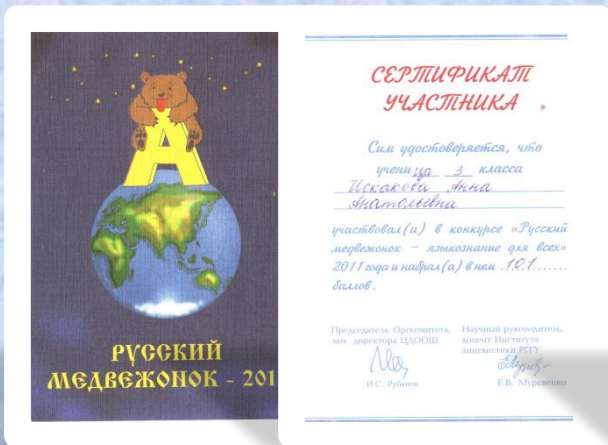 А
РУССКИЙ
МЕДВЕЖОНОК - 201
СЕРТИФИКАТ
УЧАСТНИКА
Сим удостоверяется, что
учени ца 3 класса
Искакова Анна
Анатольевна
участвовал(а) в конкурсе «Русский
медвежонок — языкознание для всех»
2011 года и набрал(а) в нем 101
баллов.
Председатель Оргкомитета,
зам. директора ЦДООШ
И.С. Рубанов
Научный руководитель,
доцент Института
лингвистики РГГУ
Е.В. Муравенко